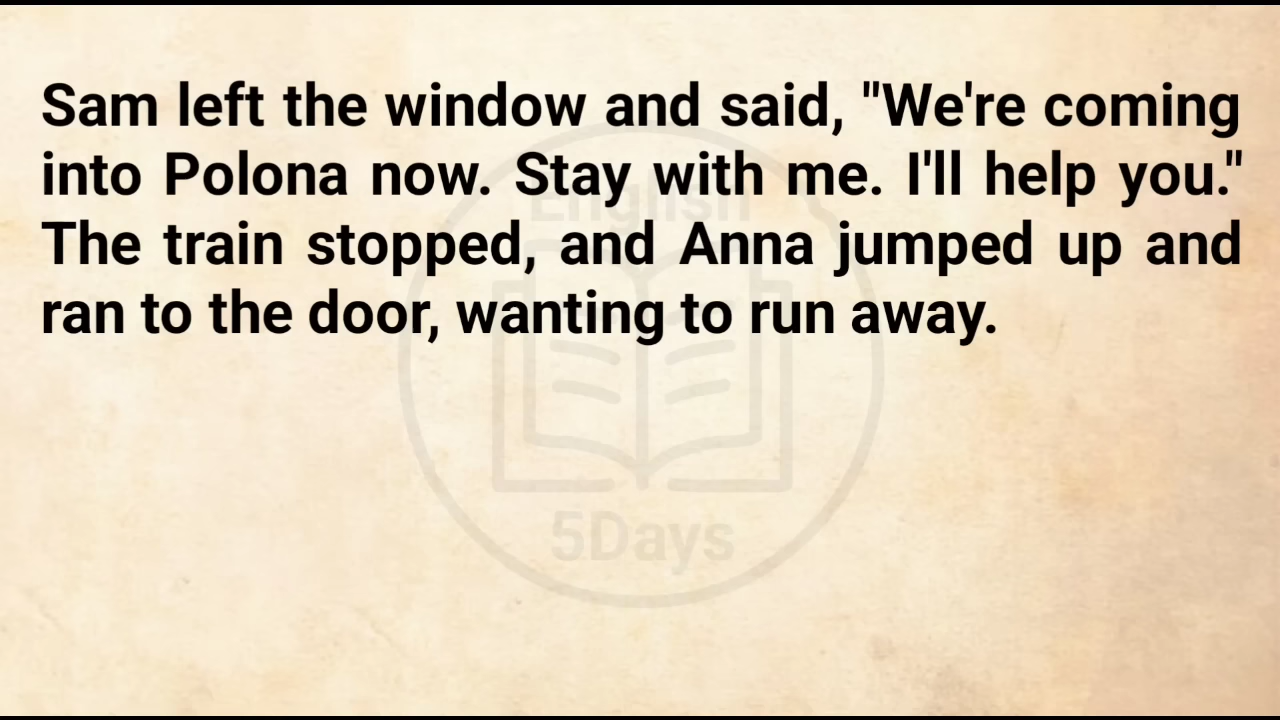 Sam left the window and said, "We're coming
into Polona now. Stay with me. I'll help you."
The train stopped, and Anna jumped up and
ran to the door, wanting to run away.
English
5Days